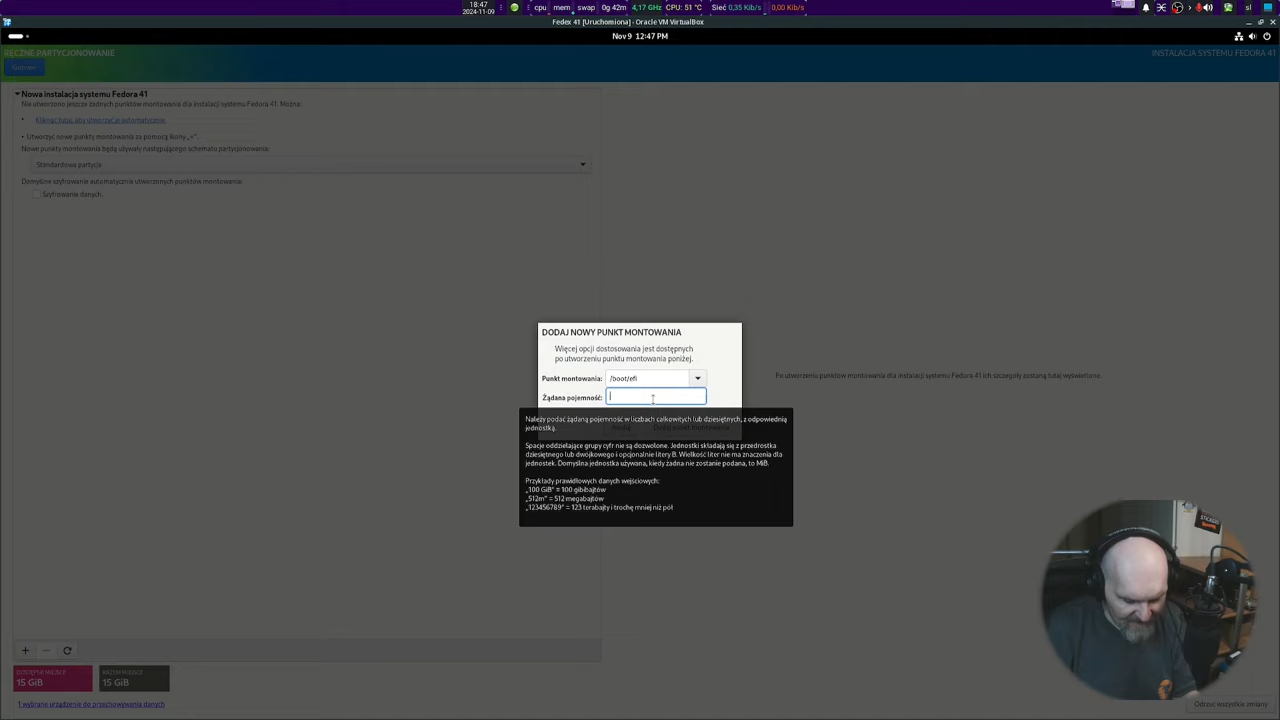 18:47
2024-11-09
cpu
mem
swap
0g 42m
4,17 GHz
CPU: 51 °C
Sieć 0,35 Kib/s
0,00 Kib/s
sl
Fedex 41 [Uruchomiona] - Oracle VM VirtualBox
Nov 9 12:47 PM
RĘCZNE PARTYCJONOWANIE
INSTALACJA SYSTEMU FEDORA 41
Nowa instalacja systemu Fedora 41
Nie utworzono jeszcze żadnych punktów montowania dla instalacji systemu Fedora 41. Można:
• Kliknąć tutaj, aby utworzyć je automatycznie.
• Utworzyć nowe punkty montowania za pomocą ikony „+”.
Nowe punkty montowania będą używały następującego schematu partycjonowania:
Standardowa partycja
Domyślne szyfrowanie automatycznie utworzonych punktów montowania:
Szyfrowanie danych.
DODAJ NOWY PUNKT MONTOWANIA
Więcej opcji dostosowania jest dostępnych
po utworzeniu punktu montowania poniżej.
Punkt montowania: /boot/efi
Żądana pojemność:
Po utworzeniu punktów montowania dla instalacji systemu Fedora 41 ich szczegóły zostaną tutaj wyświetlone.
Należy podać żądaną pojemność w liczbach całkowitych lub dziesiętnych, z odpowiednią
jednostką.
Spacje oddzielające grupy cyfr nie są dozwolone. Jednostki składają się z przedrostka
dziesiętnego lub dwójkowego i opcjonalnie litery B. Wielkość liter nie ma znaczenia dla
jednostek. Domyślna jednostka używana, kiedy żadna nie zostanie podana, to MiB.
Przykłady prawidłowych danych wejściowych:
„100 GiB” = 100 gibibajtów
„512m” = 512 megabajtów
„123456789” = 123 terabajty i trochę mniej niż pół
DOSTĘPNE MIEJSCE
15 GiB
RAZEM MIEJSCE
15 GiB
1 wybrane urządzenie do przechowywania danych
Odrzuć wszystkie zmiany